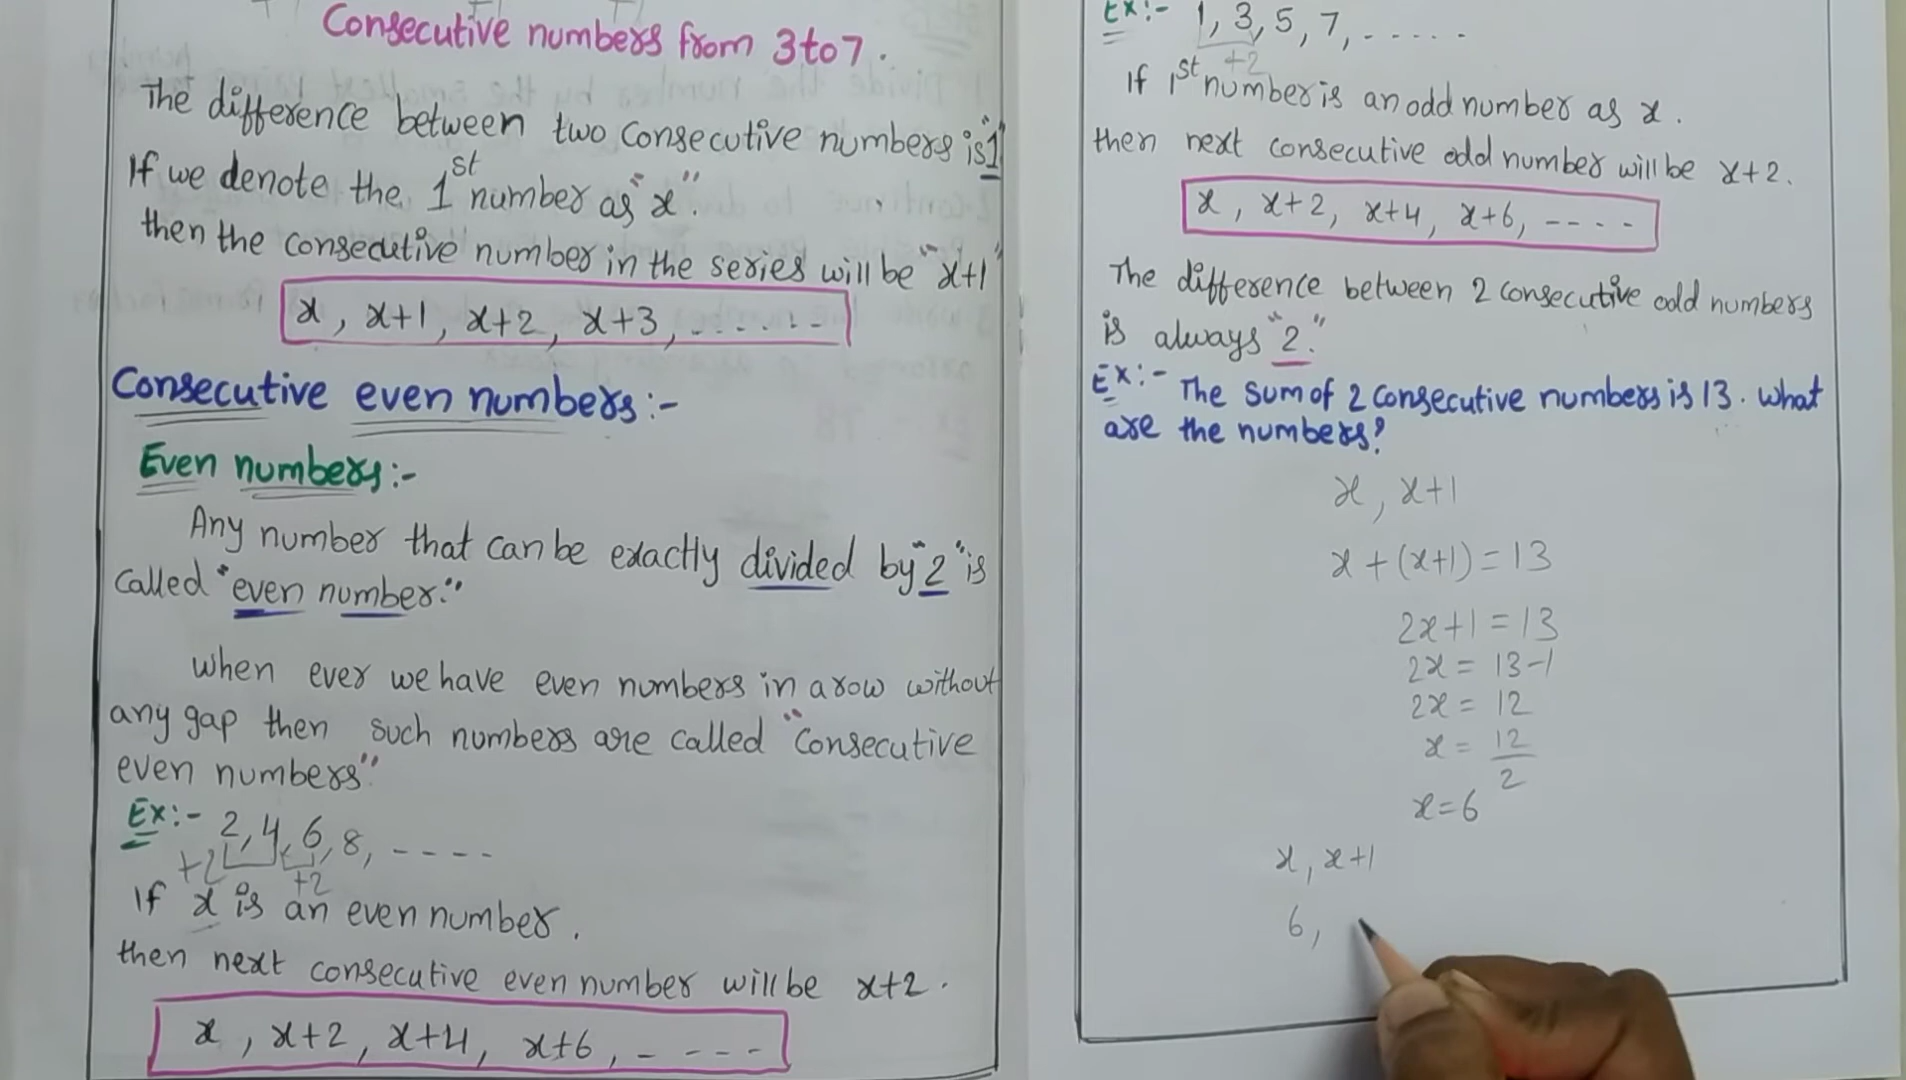 Consecutive numbers from 3 to 7.
The difference between two consecutive numbers is "1"
If we denote the 1st number as "x".
then the consecutive number in the series will be "x+1"
x, x+1, x+2, x+3, ......
Consecutive even numbers:-
Even numbers:-
Any number that can be exactly divided by "2" is
called "even number."
when ever we have even numbers in a row without
any gap then such numbers are called "Consecutive
even numbers"
Ex:- 2, 4, 6, 8, ----
+2 +2
If x is an even number.
then next consecutive even number will be x+2.
x, x+2, x+4, x+6, ----
Ex:- 1, 3, 5, 7, .....
+2
If 1st number is an odd number as x.
then next consecutive odd number will be x+2.
x, x+2, x+4, x+6, ----
The difference between 2 consecutive odd numbers
is always "2."
Ex:- The sum of 2 consecutive numbers is 13. what
are the numbers?
x, x+1
x + (x+1) = 13
2x+1 = 13
2x = 13-1
2x = 12
x = 12/2
x = 6
x, x+1
6,